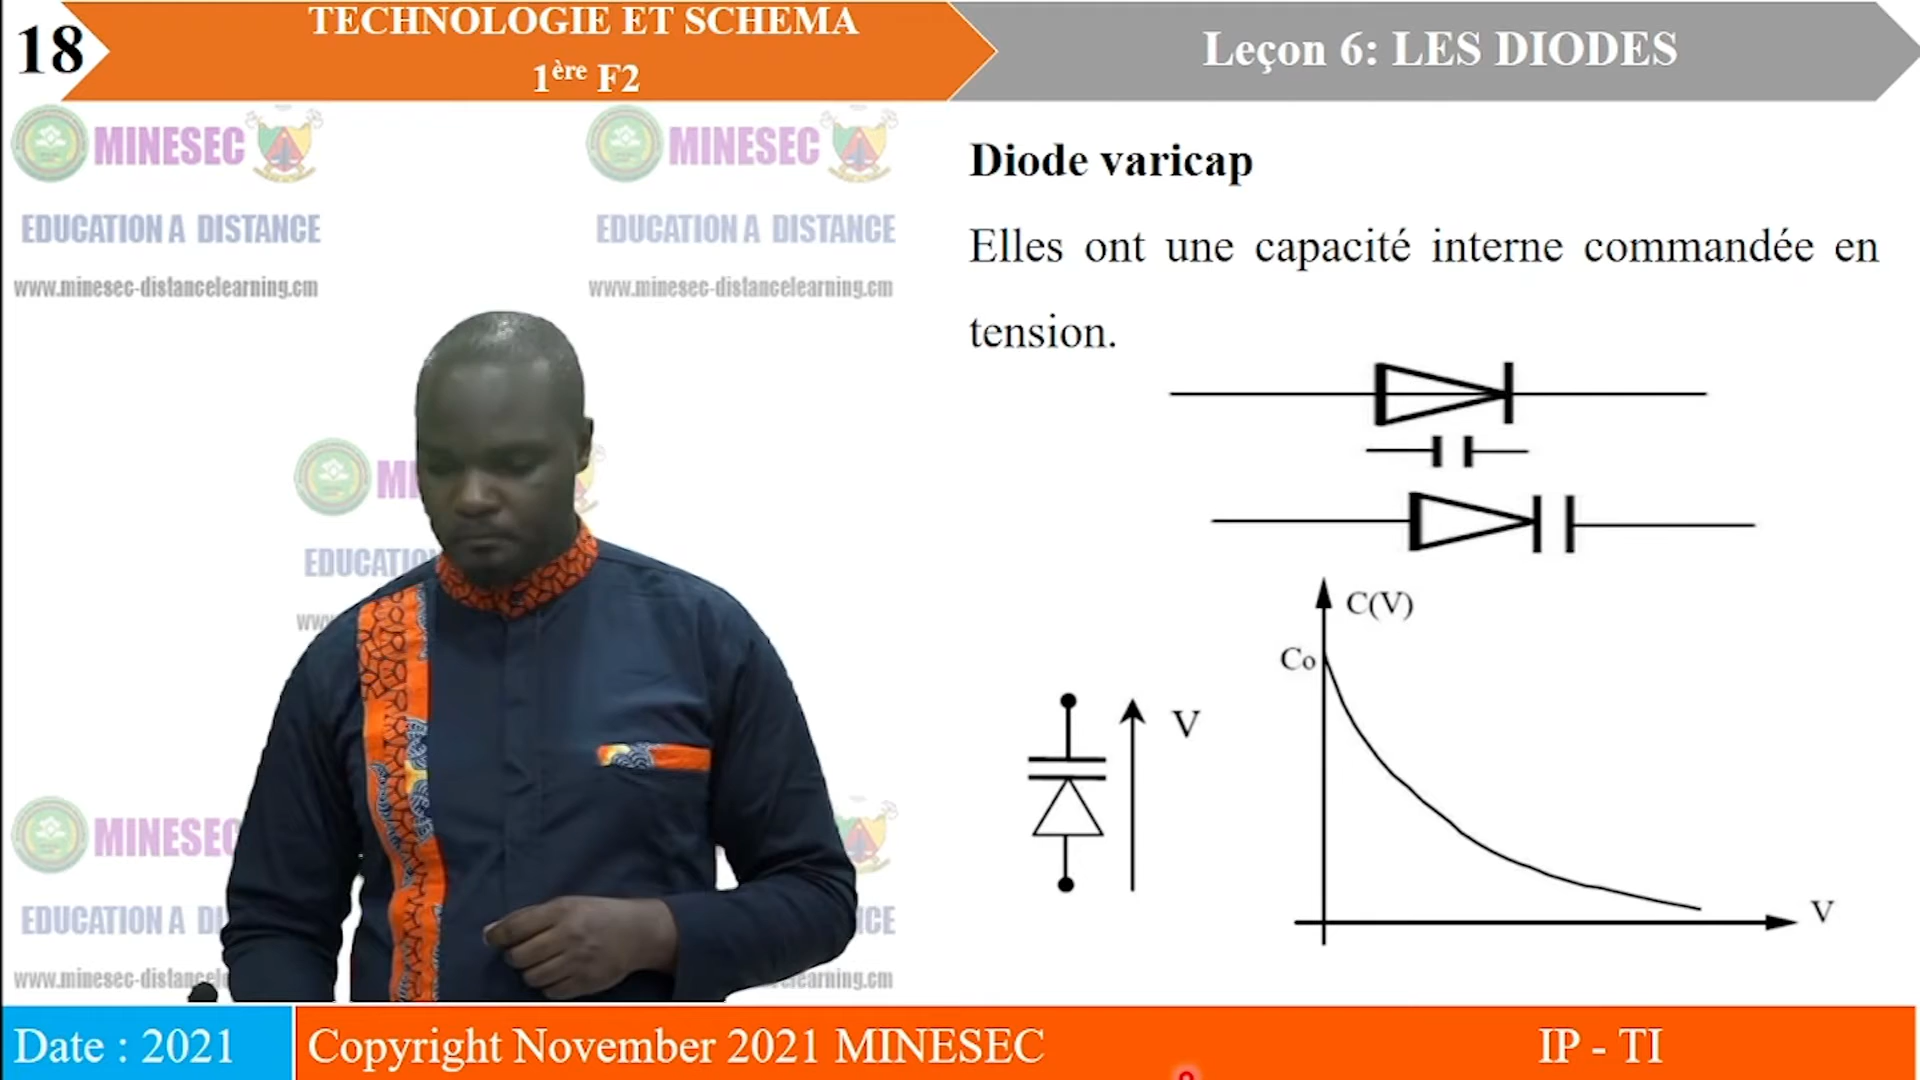 18
TECHNOLOGIE ET SCHEMA
1ère F2
Leçon 6: LES DIODES
MINESEC
EDUCATION A DISTANCE
www.minesec-distancelearning.cm
MINESEC
EDUCATION A DISTANCE
www.minesec-distancelearning.cm
Diode varicap
Elles ont une capacité interne commandée en
tension.
C(V)
Co
V
V
MINESEC
Date : 2021
Copyright November 2021 MINESEC
IP - TI